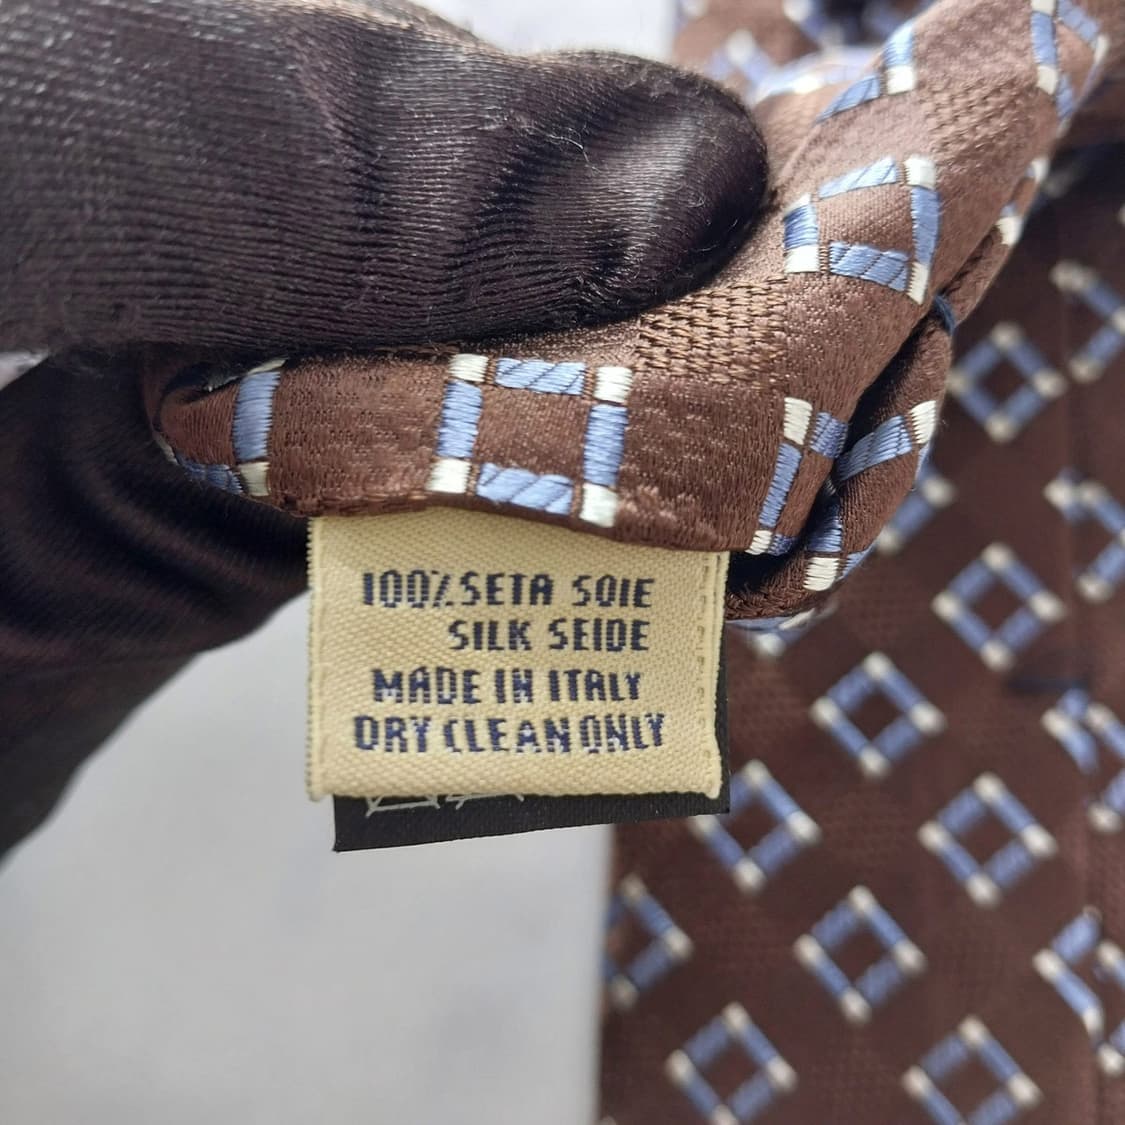 100% SETA SOIE
SILK SEIDE
MADE IN ITALY
DRY CLEAN ONLY